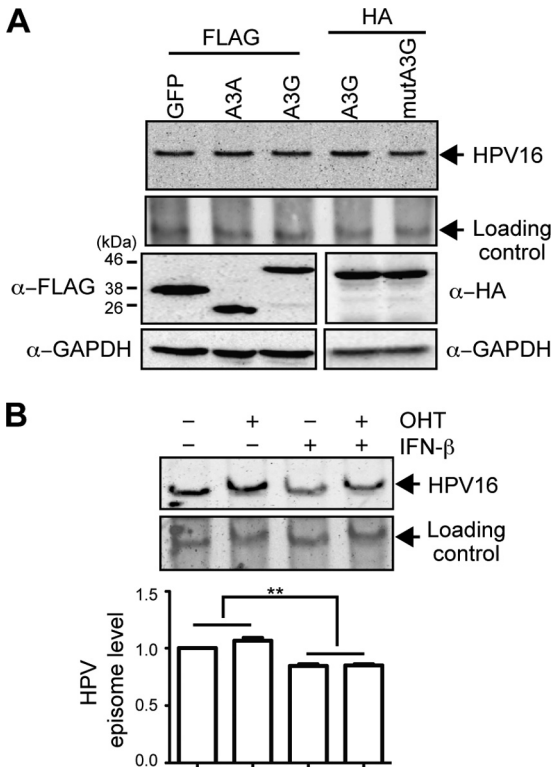 A
FLAG
HA
GFP
A3A
A3G
A3G
mutA3G
HPV16
Loading
control
(kDa)
46
38
26
α-FLAG
α-HA
α-GAPDH
α-GAPDH
B
− + − + OHT
− − + + IFN-β
HPV16
Loading
control
**
HPV
episome level
1.5
1.0
0.5
0.0